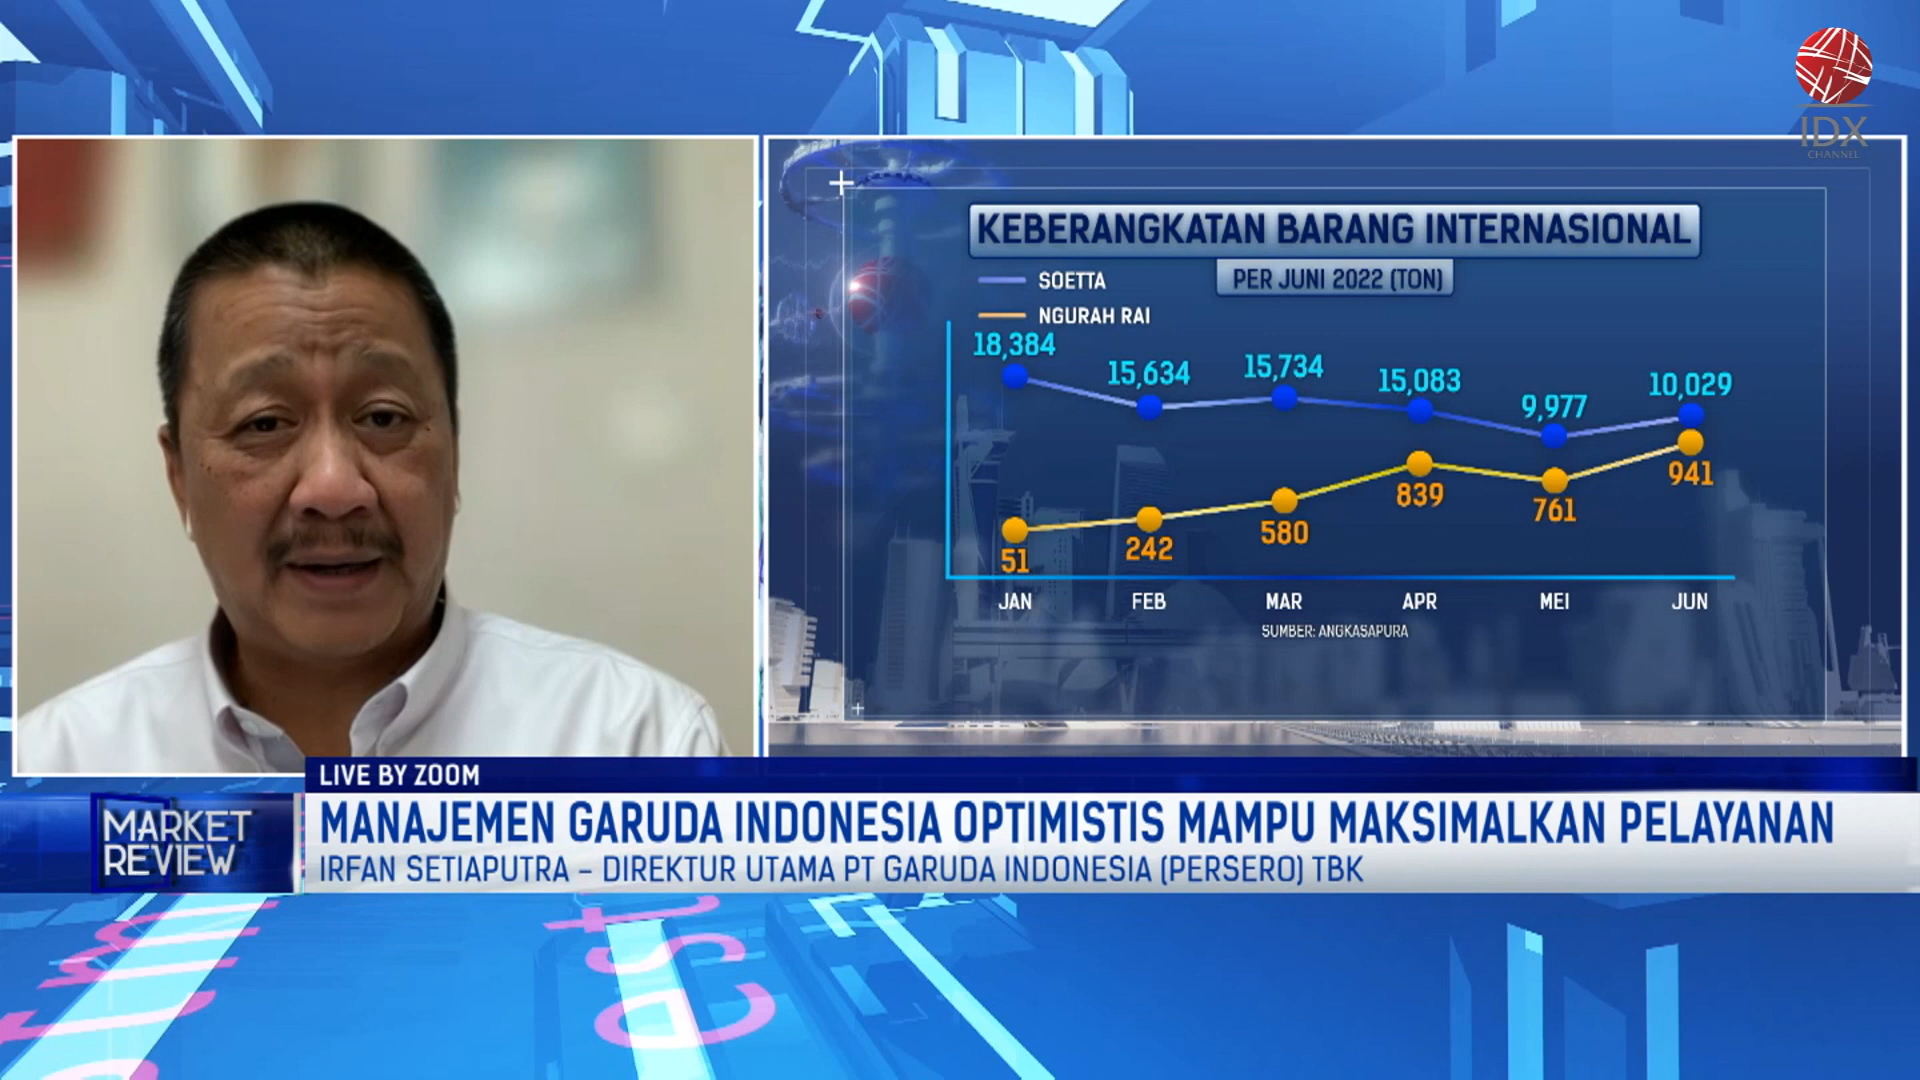 IDX
CHANNEL
KEBERANGKATAN BARANG INTERNASIONAL
PER JUNI 2022 (TON)
SOETTA
NGURAH RAI
18,384
15,634
15,734
15,083
9,977
10,029
51
242
580
839
761
941
JAN FEB MAR APR MEI JUN
SUMBER: ANGKASAPURA
LIVE BY ZOOM
MARKET
REVIEW
MANAJEMEN GARUDA INDONESIA OPTIMISTIS MAMPU MAKSIMALKAN PELAYANAN
IRFAN SETIAPUTRA – DIREKTUR UTAMA PT GARUDA INDONESIA (PERSERO) TBK